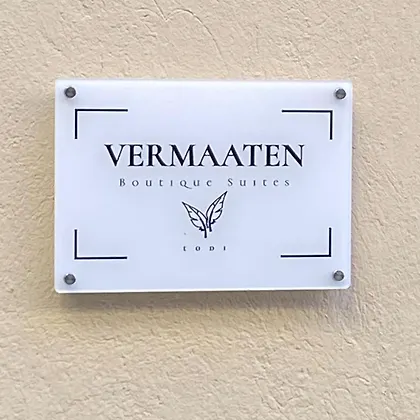 VERMAATEN
Boutique Suites
LODI